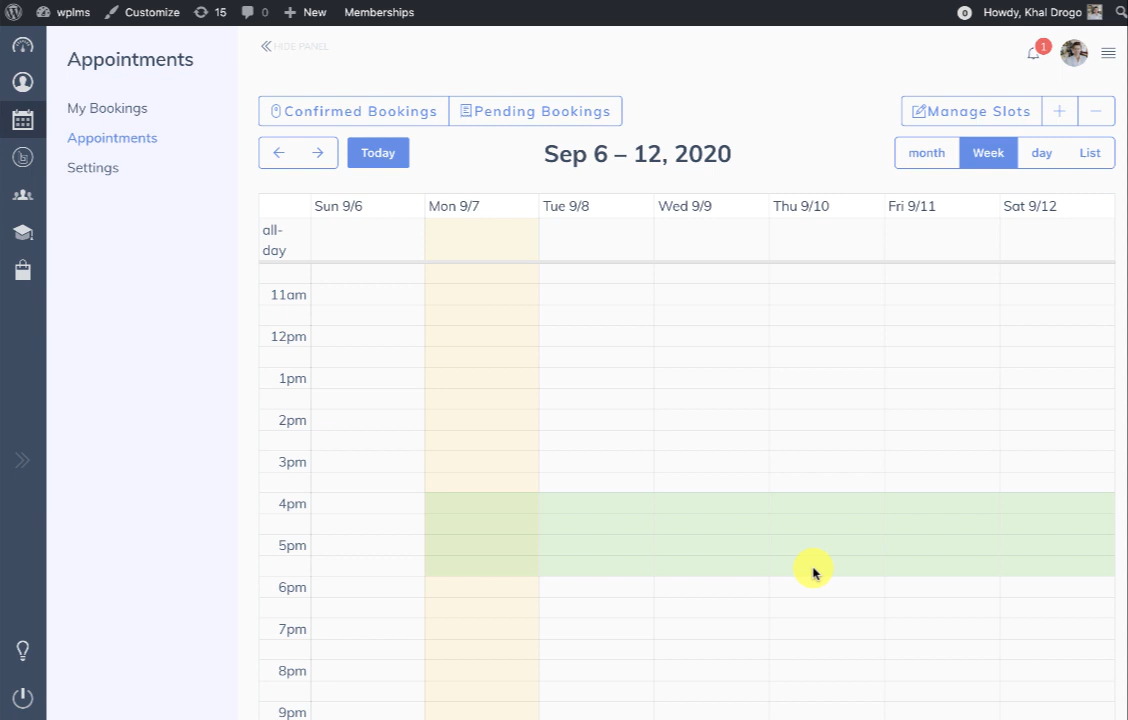 wplms Customize 15 0 New Memberships 0 Howdy, Khal Drogo
Appointments
My Bookings
Appointments
Settings
HIDE PANEL
1
Confirmed Bookings Pending Bookings Manage Slots + −
Today Sep 6 – 12, 2020 month Week day List
Sun 9/6 Mon 9/7 Tue 9/8 Wed 9/9 Thu 9/10 Fri 9/11 Sat 9/12
all-
day
11am
12pm
1pm
2pm
3pm
4pm
5pm
6pm
7pm
8pm
9pm